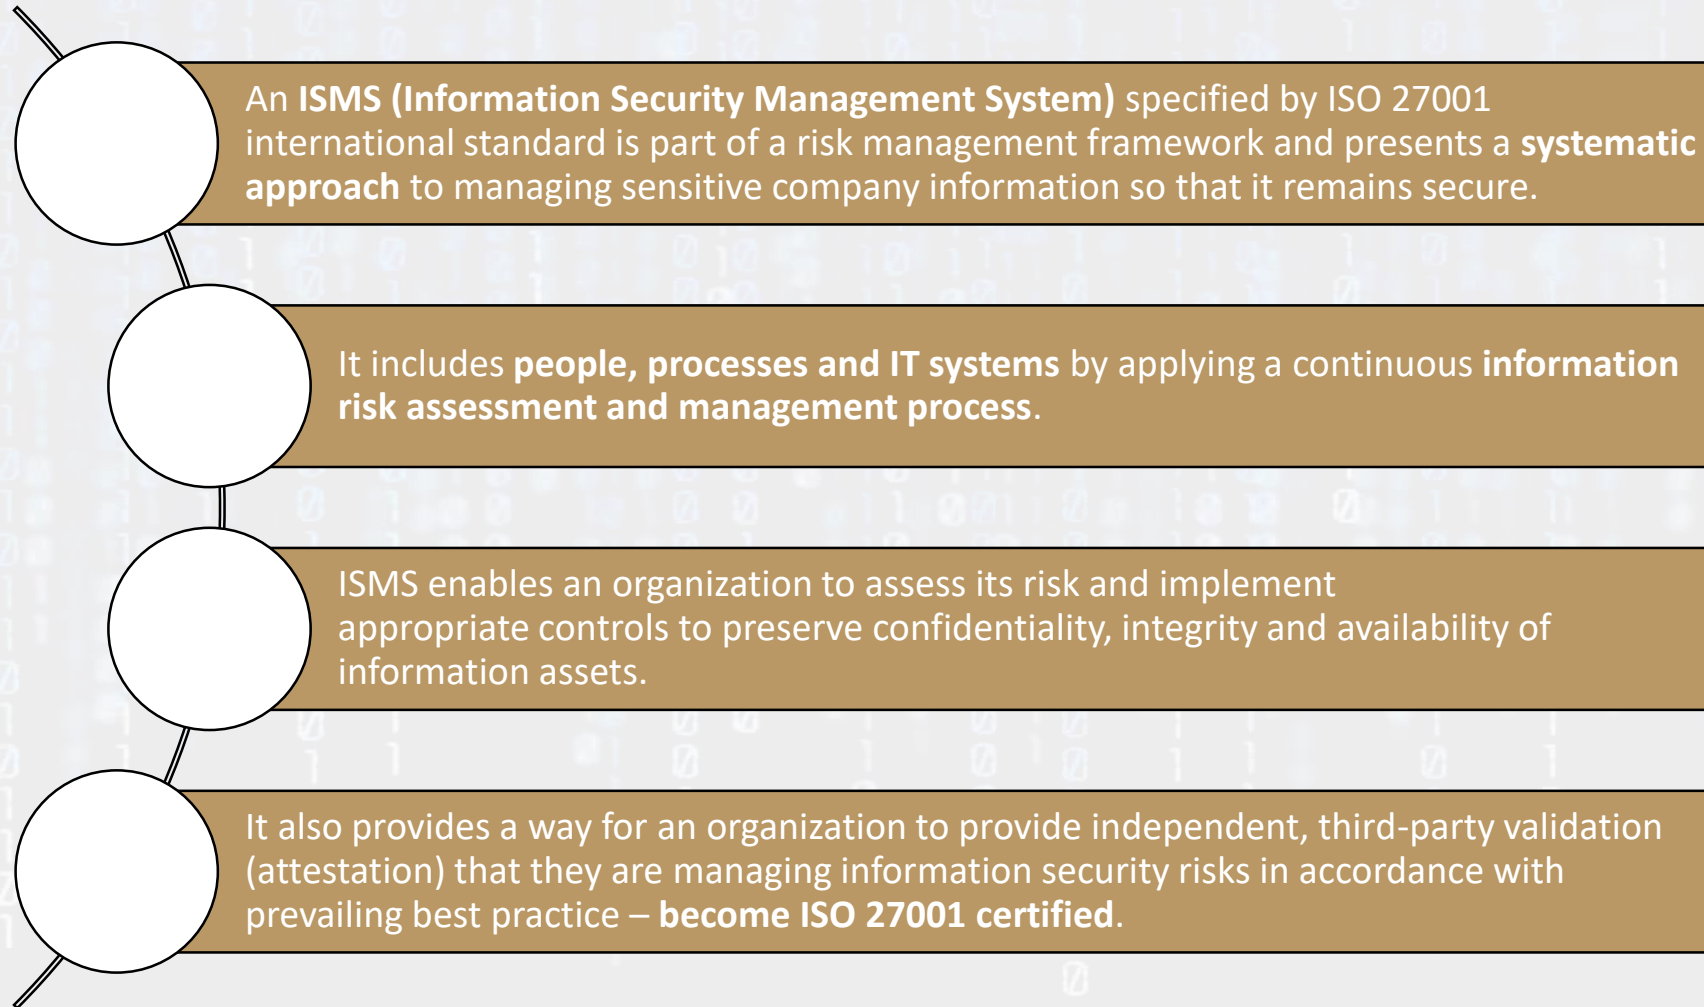 An ISMS (Information Security Management System) specified by ISO 27001
international standard is part of a risk management framework and presents a systematic
approach to managing sensitive company information so that it remains secure.
It includes people, processes and IT systems by applying a continuous information
risk assessment and management process.
ISMS enables an organization to assess its risk and implement
appropriate controls to preserve confidentiality, integrity and availability of
information assets.
It also provides a way for an organization to provide independent, third-party validation
(attestation) that they are managing information security risks in accordance with
prevailing best practice – become ISO 27001 certified.